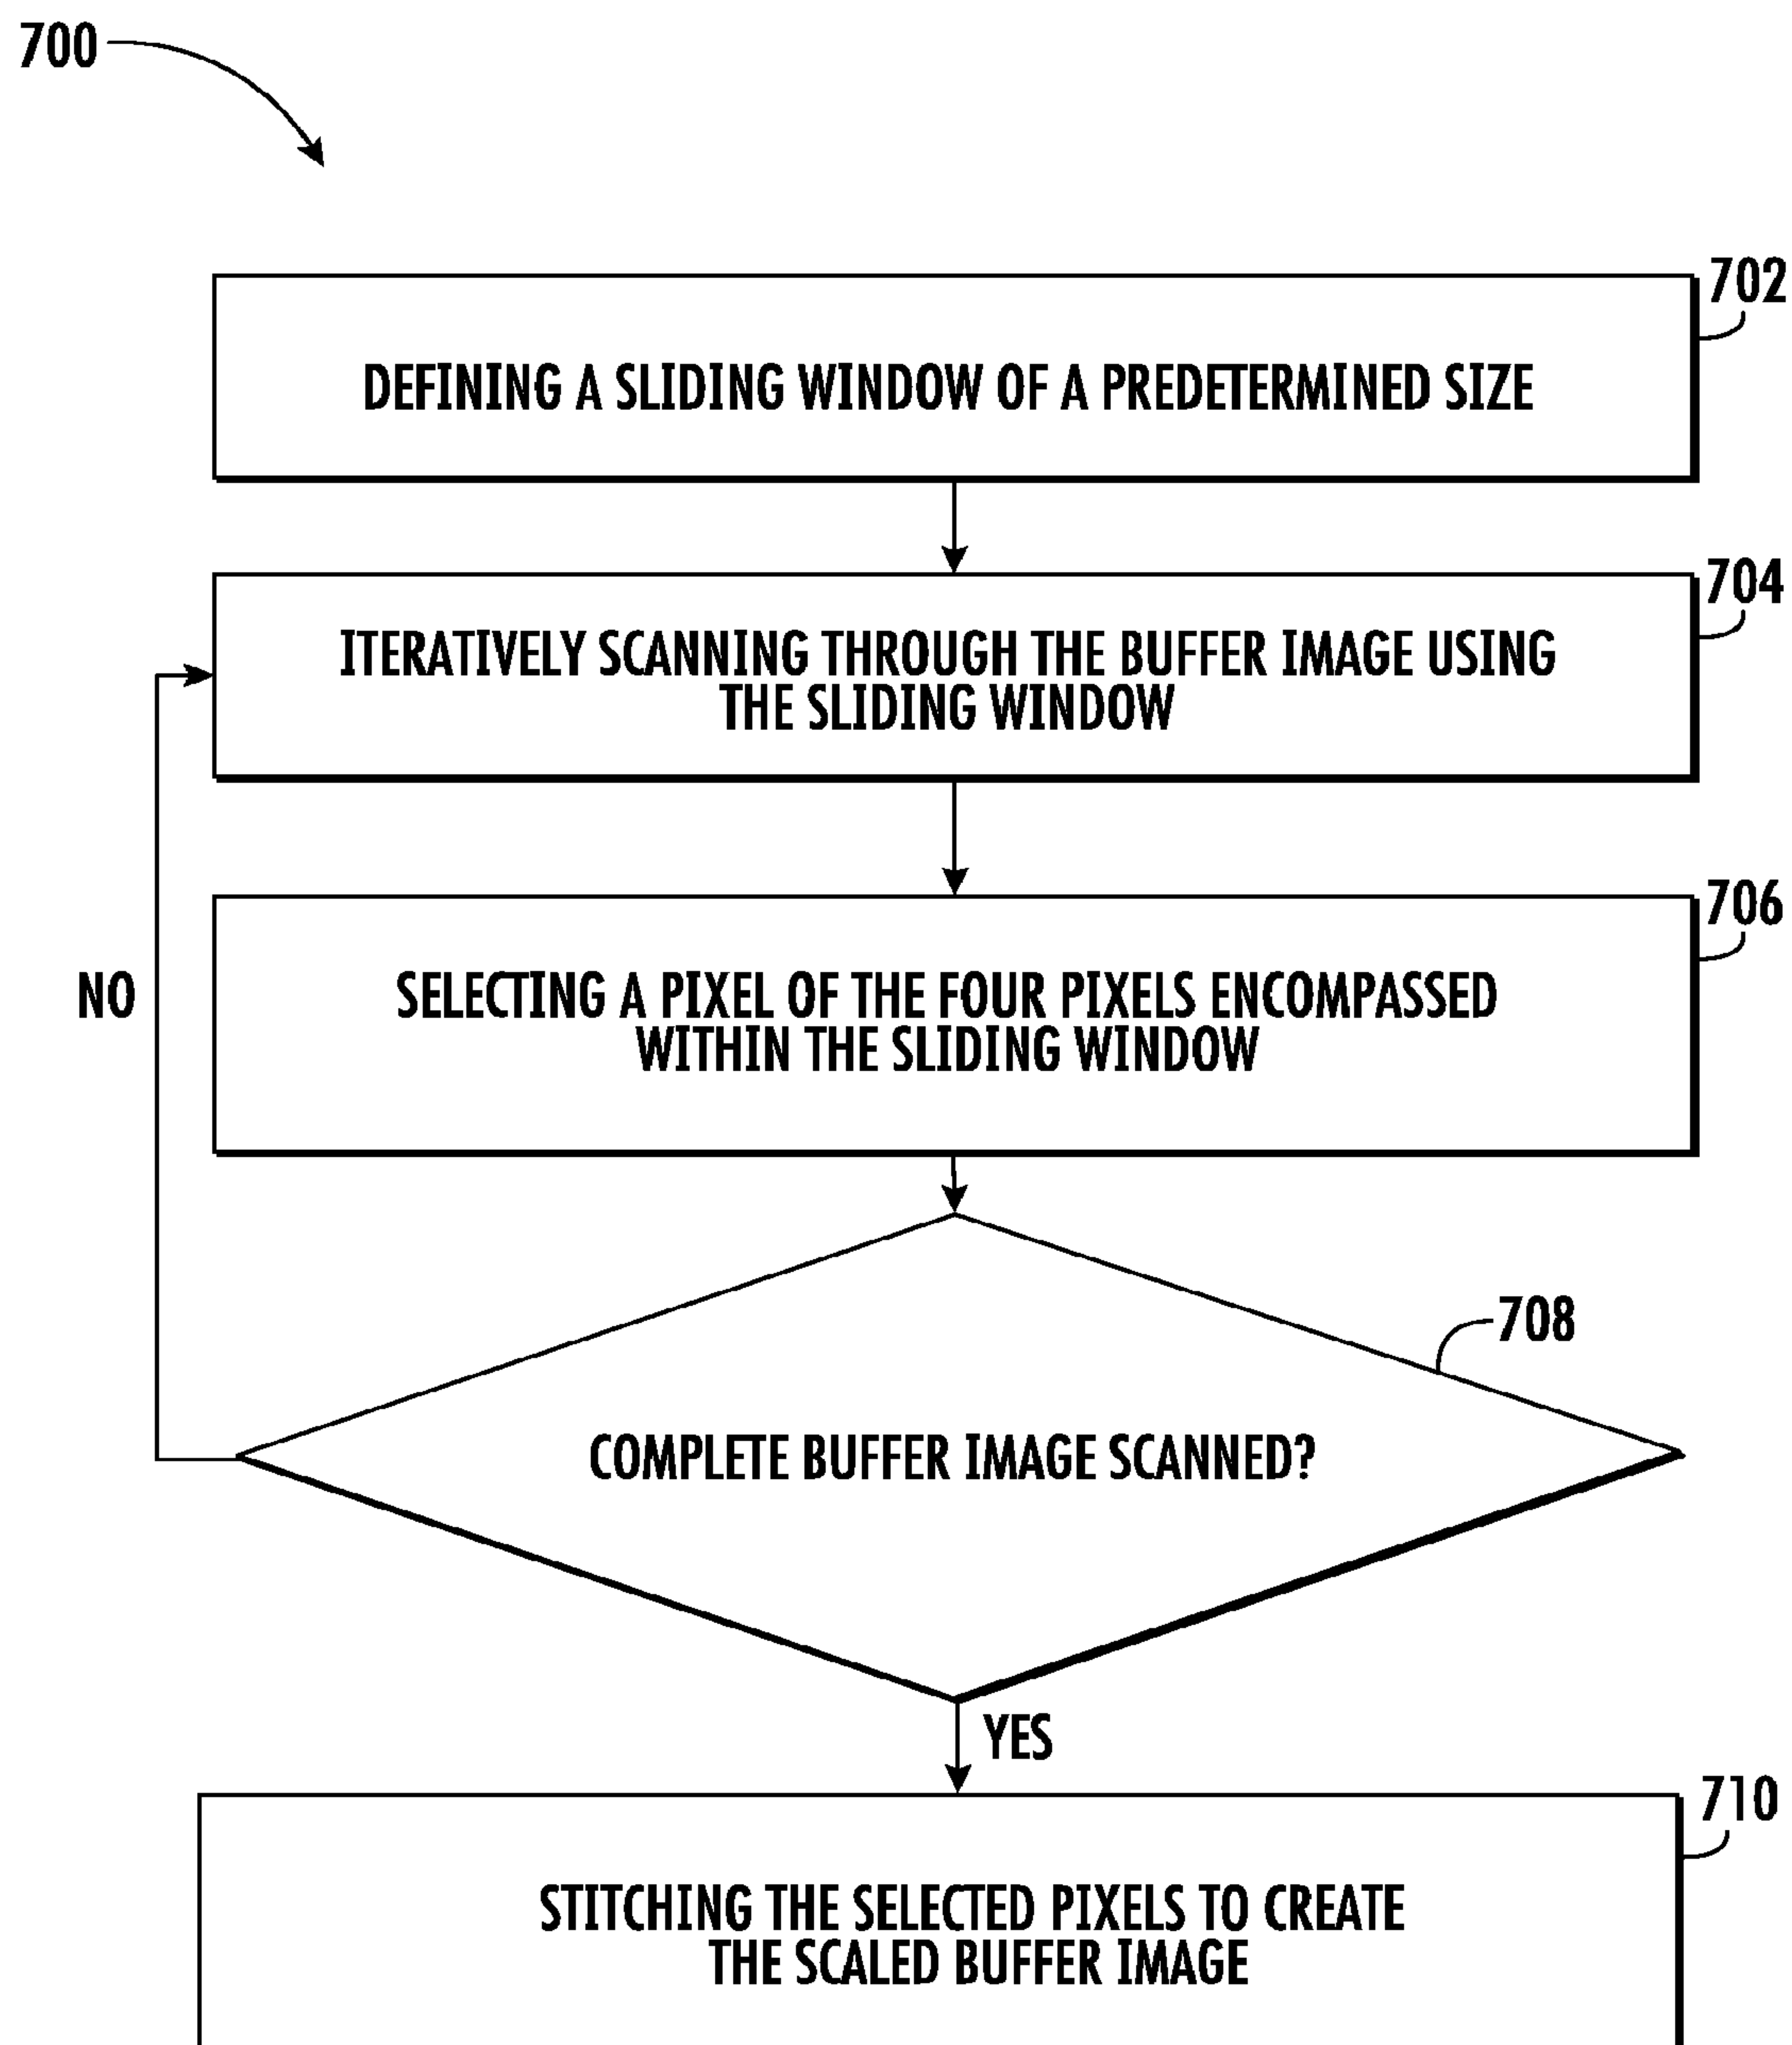 700
702
DEFINING A SLIDING WINDOW OF A PREDETERMINED SIZE
704
ITERATIVELY SCANNING THROUGH THE BUFFER IMAGE USING
THE SLIDING WINDOW
706
SELECTING A PIXEL OF THE FOUR PIXELS ENCOMPASSED
WITHIN THE SLIDING WINDOW
NO
708
COMPLETE BUFFER IMAGE SCANNED?
YES
710
STITCHING THE SELECTED PIXELS TO CREATE
THE SCALED BUFFER IMAGE